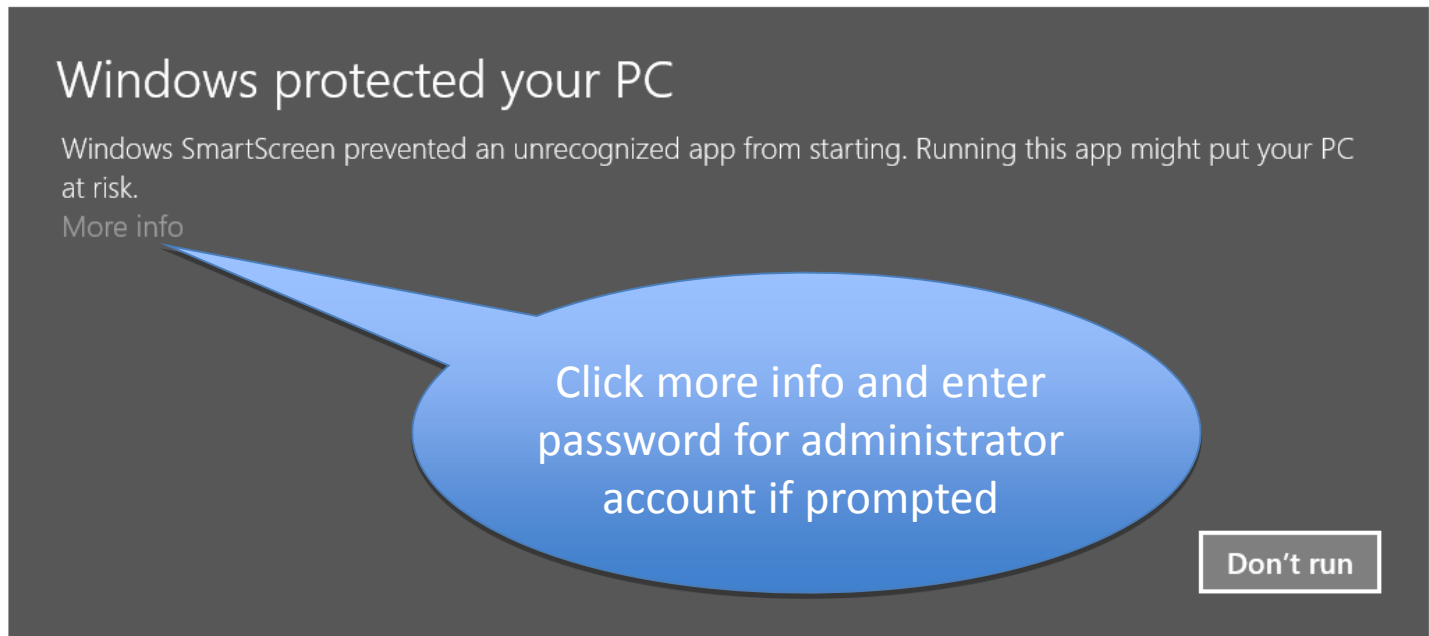 Windows protected your PC
Windows SmartScreen prevented an unrecognized app from starting. Running this app might put your PC
at risk.
More info
Click more info and enter
password for administrator
account if prompted
Don't run